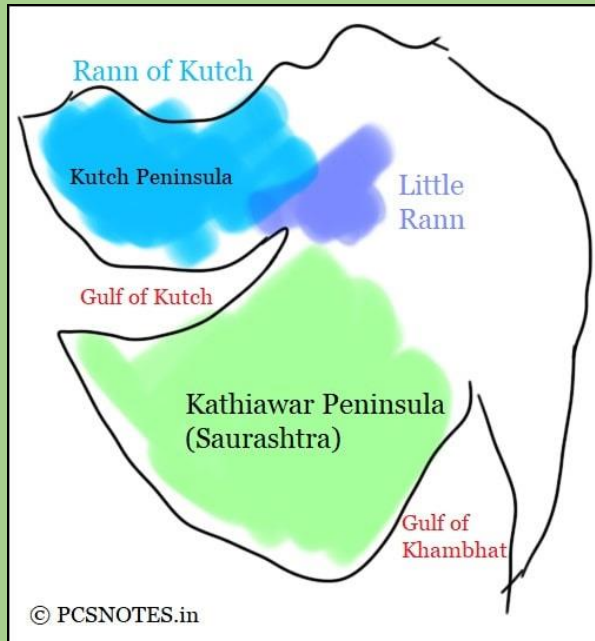 Rann of Kutch
Kutch Peninsula
Little
Rann
Gulf of Kutch
Kathiawar Peninsula
(Saurashtra)
Gulf of
Khambhat
© PCSNOTES.in